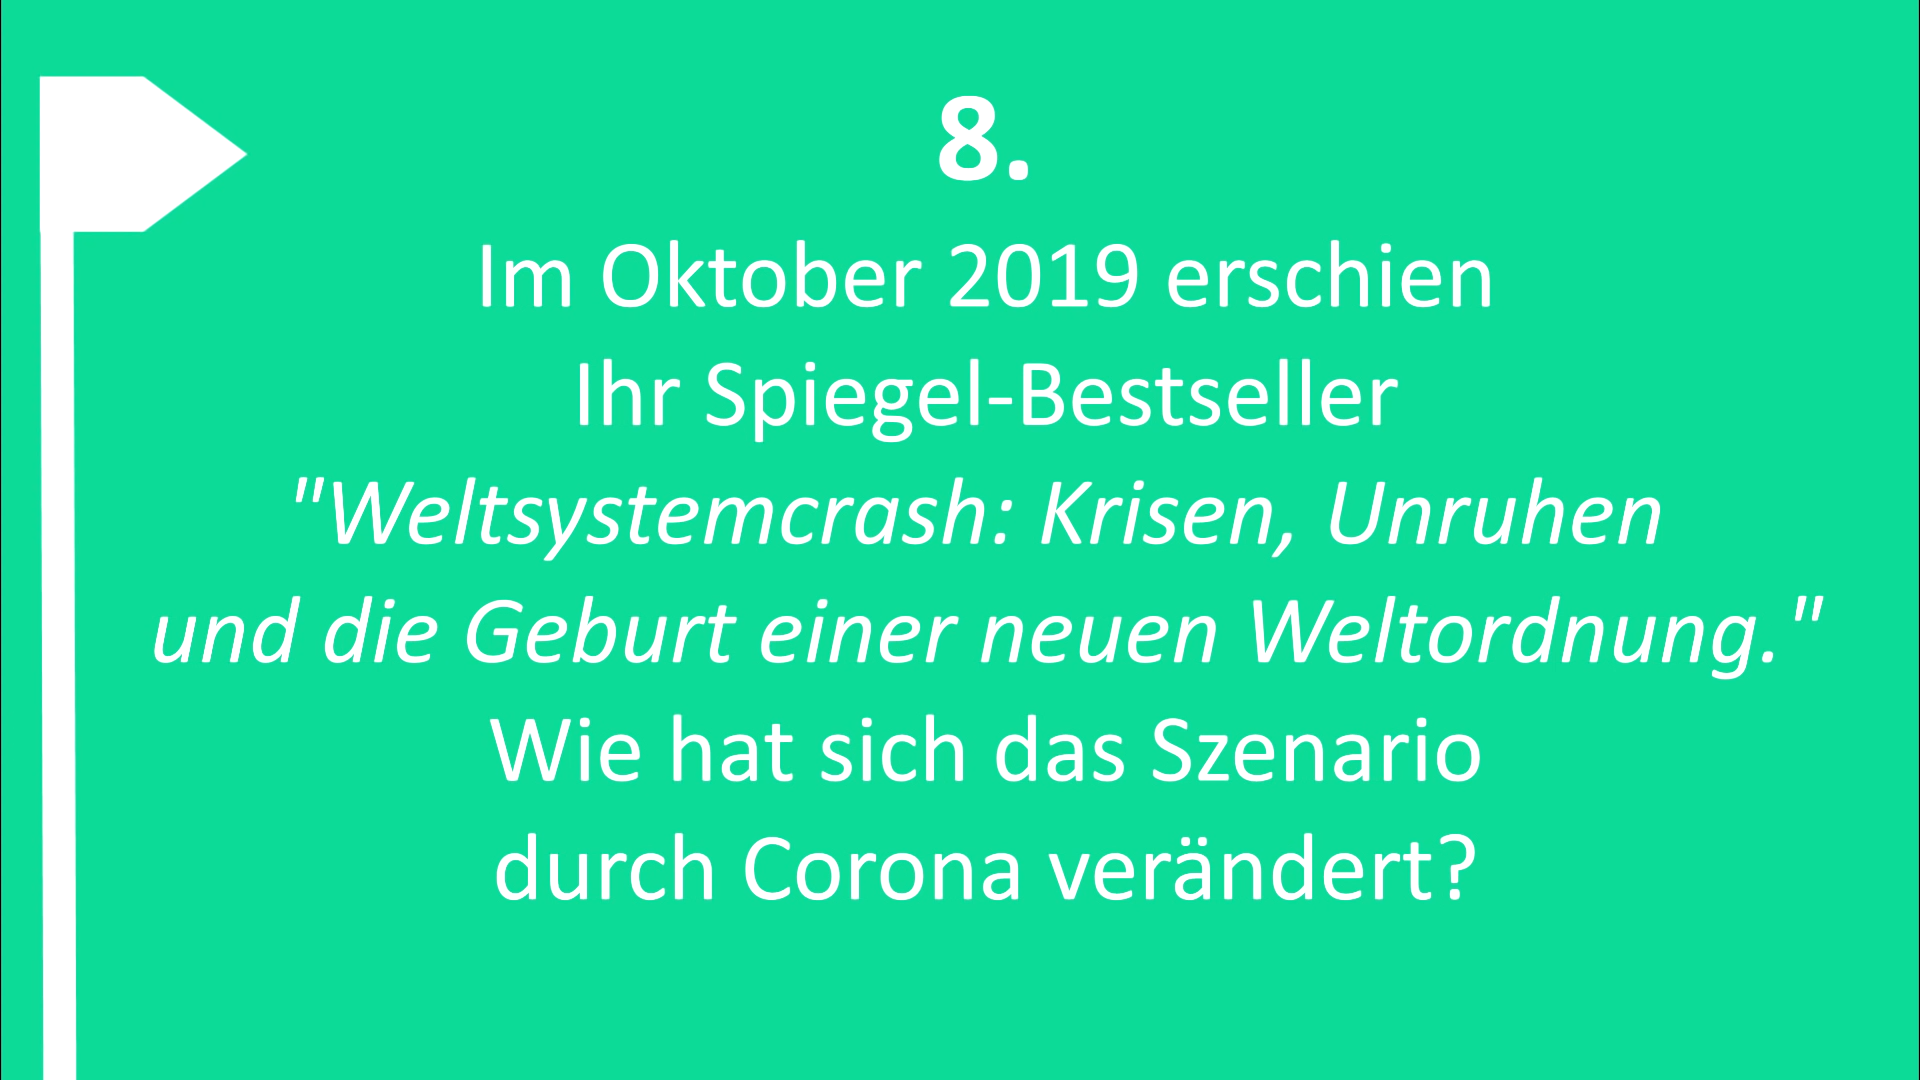 8.
Im Oktober 2019 erschien
Ihr Spiegel-Bestseller
"Weltsystemcrash: Krisen, Unruhen
und die Geburt einer neuen Weltordnung."
Wie hat sich das Szenario
durch Corona verändert?